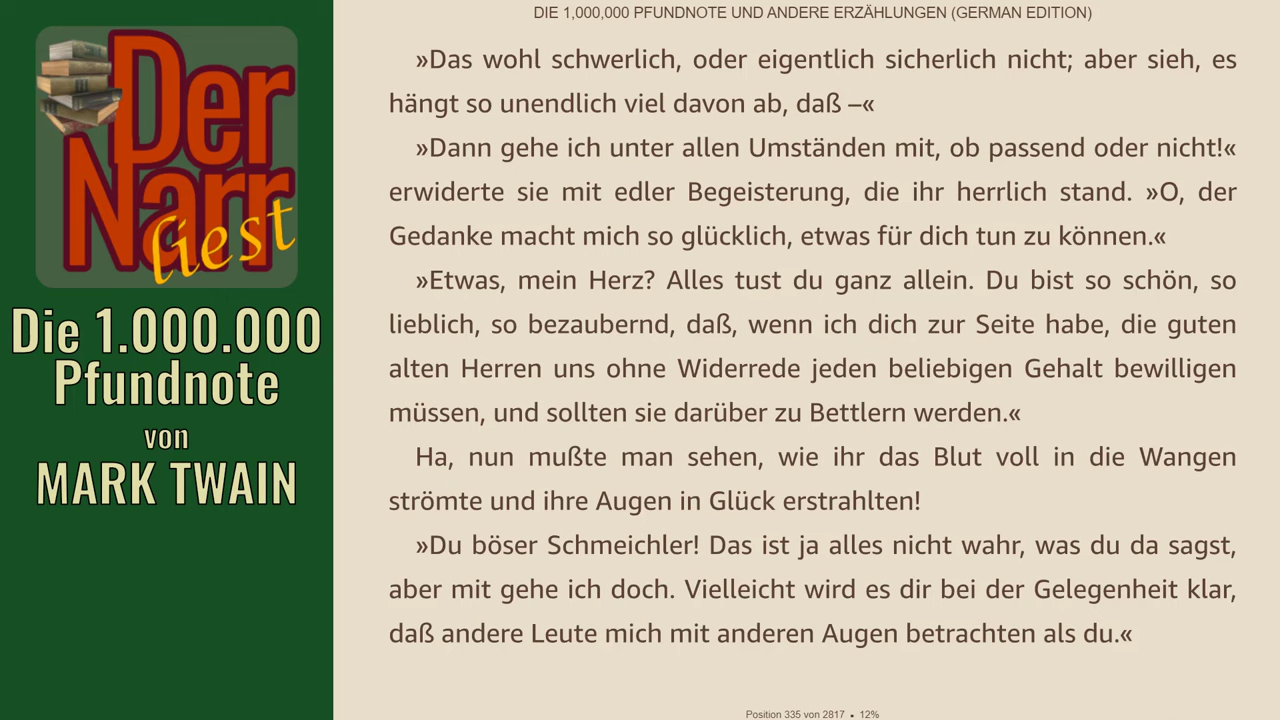 Der
Narr
liest
Die 1.000.000
Pfundnote
von
MARK TWAIN
DIE 1,000,000 PFUNDNOTE UND ANDERE ERZÄHLUNGEN (GERMAN EDITION)
»Das wohl schwerlich, oder eigentlich sicherlich nicht; aber sieh, es
hängt so unendlich viel davon ab, daß –«
»Dann gehe ich unter allen Umständen mit, ob passend oder nicht!«
erwiderte sie mit edler Begeisterung, die ihr herrlich stand. »O, der
Gedanke macht mich so glücklich, etwas für dich tun zu können.«
»Etwas, mein Herz? Alles tust du ganz allein. Du bist so schön, so
lieblich, so bezaubernd, daß, wenn ich dich zur Seite habe, die guten
alten Herren uns ohne Widerrede jeden beliebigen Gehalt bewilligen
müssen, und sollten sie darüber zu Bettlern werden.«
Ha, nun mußte man sehen, wie ihr das Blut voll in die Wangen
strömte und ihre Augen in Glück erstrahlten!
»Du böser Schmeichler! Das ist ja alles nicht wahr, was du da sagst,
aber mit gehe ich doch. Vielleicht wird es dir bei der Gelegenheit klar,
daß andere Leute mich mit anderen Augen betrachten als du.«
Position 335 von 2817 • 12%